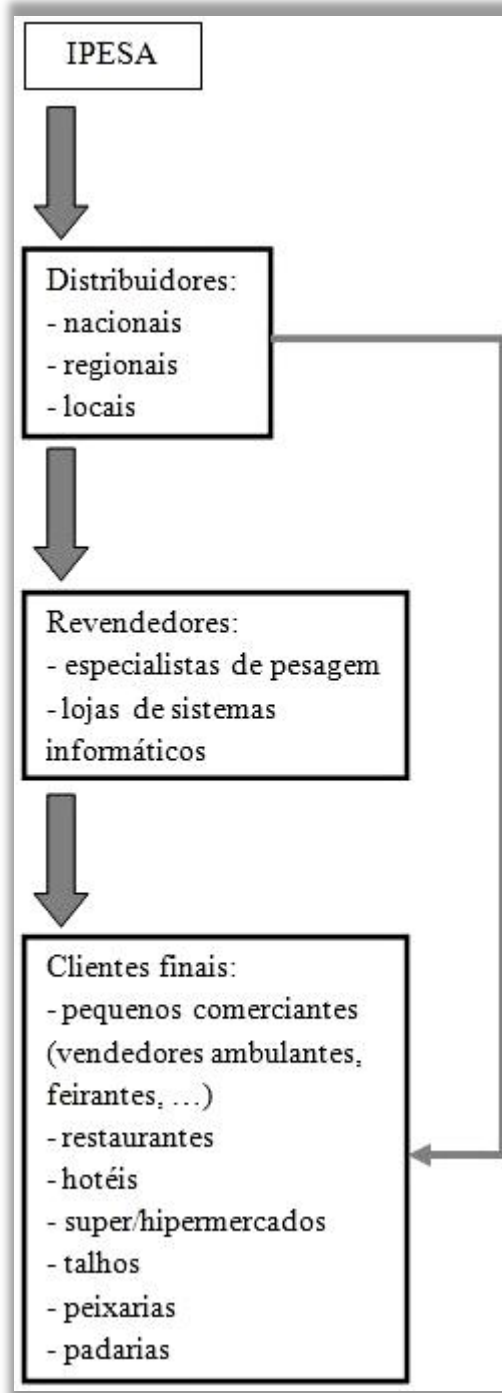 IPESA
Distribuidores:
- nacionais
- regionais
- locais
Revendedores:
- especialistas de pesagem
- lojas de sistemas
informáticos
Clientes finais:
- pequenos comerciantes
(vendedores ambulantes,
feirantes, …)
- restaurantes
- hotéis
- super/hipermercados
- talhos
- peixarias
- padarias